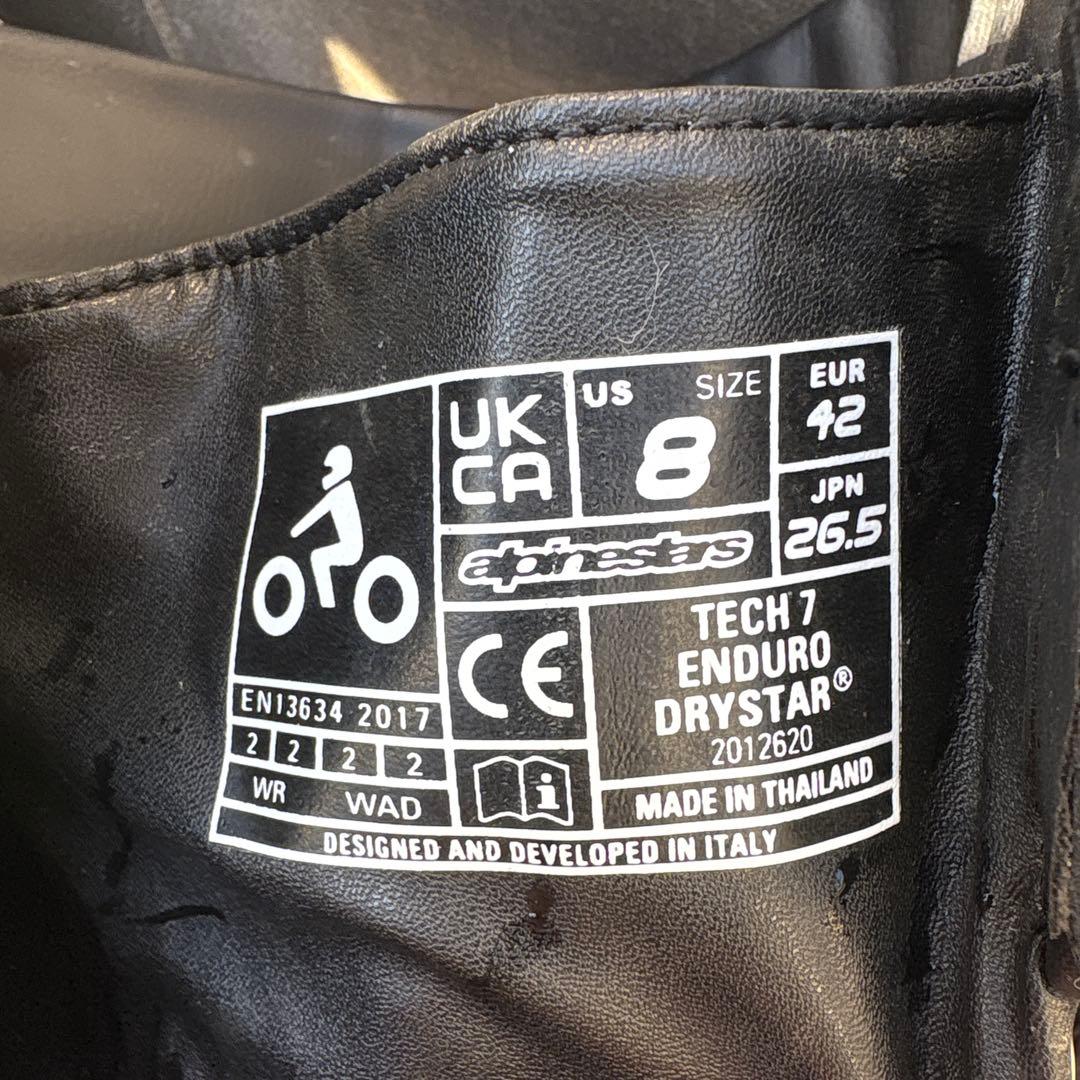 UK
CA
US SIZE
8
EUR
42
JPN
26.5
alpinestars
CE
TECH 7
ENDURO
DRYSTAR®
2012620
EN13634 2017
2 2 2 2
WR WAD
i
MADE IN THAILAND
DESIGNED AND DEVELOPED IN ITALY